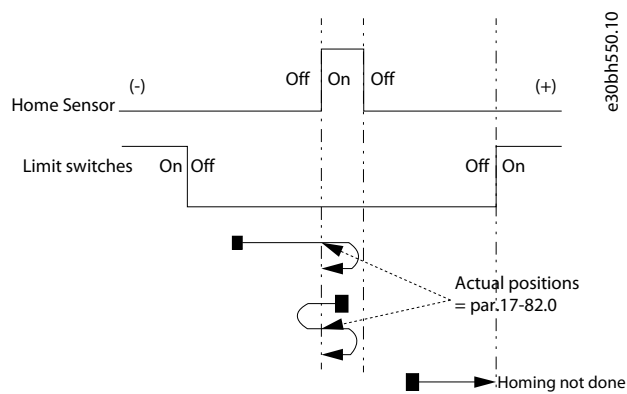 e30bh550.10
(-)
Off On Off
(+)
Home Sensor
Limit switches
On Off
Off On
Actual positions
= par.17-82.0
Homing not done